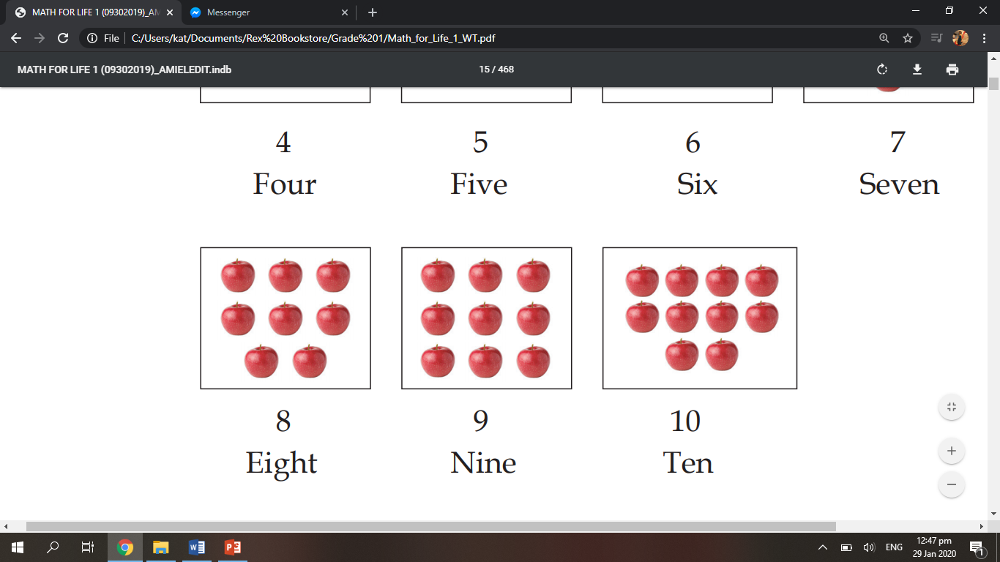 MATH FOR LIFE 1 (09302019)_AM
Messenger
File
C:/Users/kat/Documents/Rex%20Bookstore/Grade%201/Math_for_Life_1_WT.pdf
MATH FOR LIFE 1 (09302019)_AMIELEDIT.indb
15 / 468
4 5 6 7
Four Five Six Seven
8 9 10
Eight Nine Ten
ENG
12:47 pm
29 Jan 2020
1